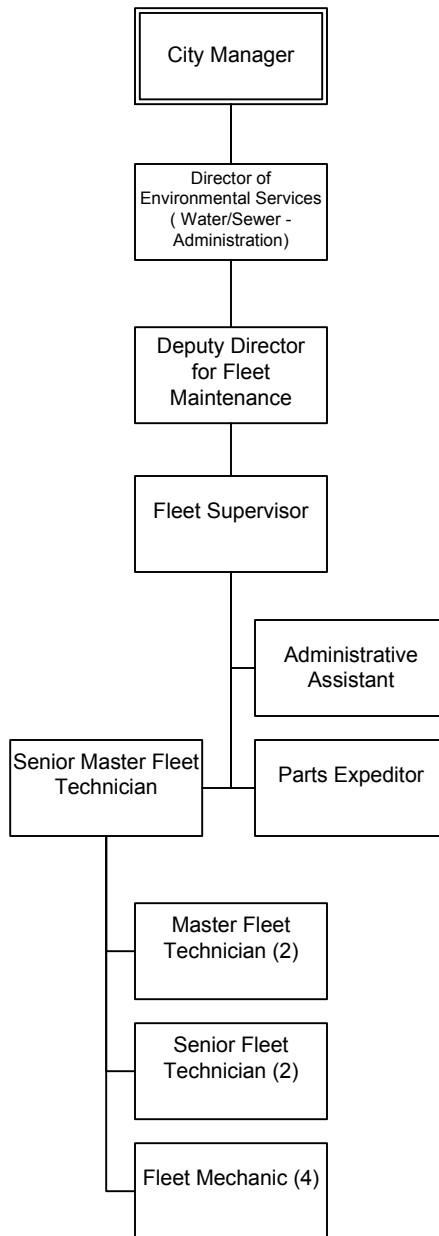 City Manager
Director of
Environmental Services
( Water/Sewer -
Administration)
Deputy Director
for Fleet
Maintenance
Fleet Supervisor
Administrative
Assistant
Senior Master Fleet
Technician
Parts Expeditor
Master Fleet
Technician (2)
Senior Fleet
Technician (2)
Fleet Mechanic (4)